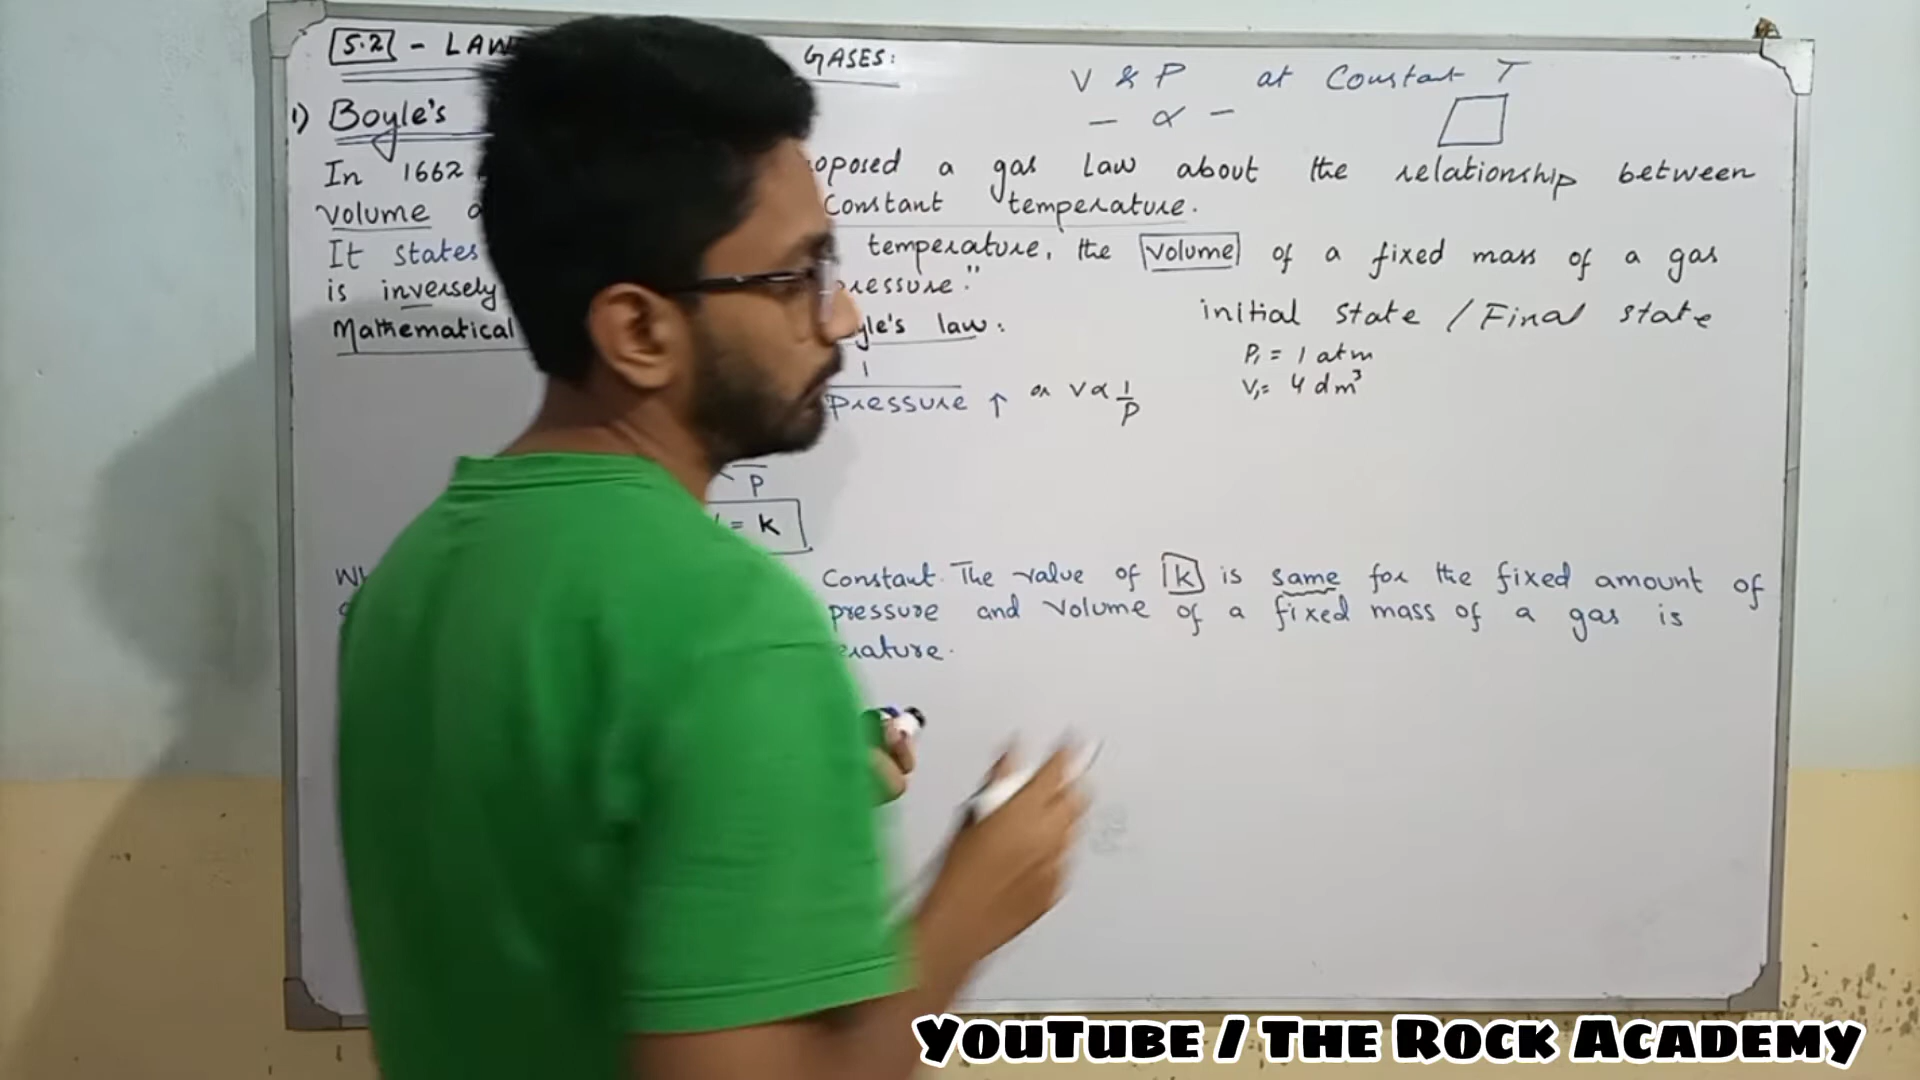 5.2 - LAW GASES:
V & P at Constant T
- ∝ -
1) Boyle's
In 1662 oposed a gas law about the relationship between
volume Constant temperature.
It states temperature, the volume of a fixed mass of a gas
is inversely pressure."
initial state / Final state
Mathematical yle's law:
P₁ = 1 atm
V₁ = 4 dm³
1
Pressure ↑ or V ∝ 1/P
P
= k
Constant. The value of k is same for the fixed amount of
pressure and volume of a fixed mass of a gas is
erature.
YouTube / The Rock Academy